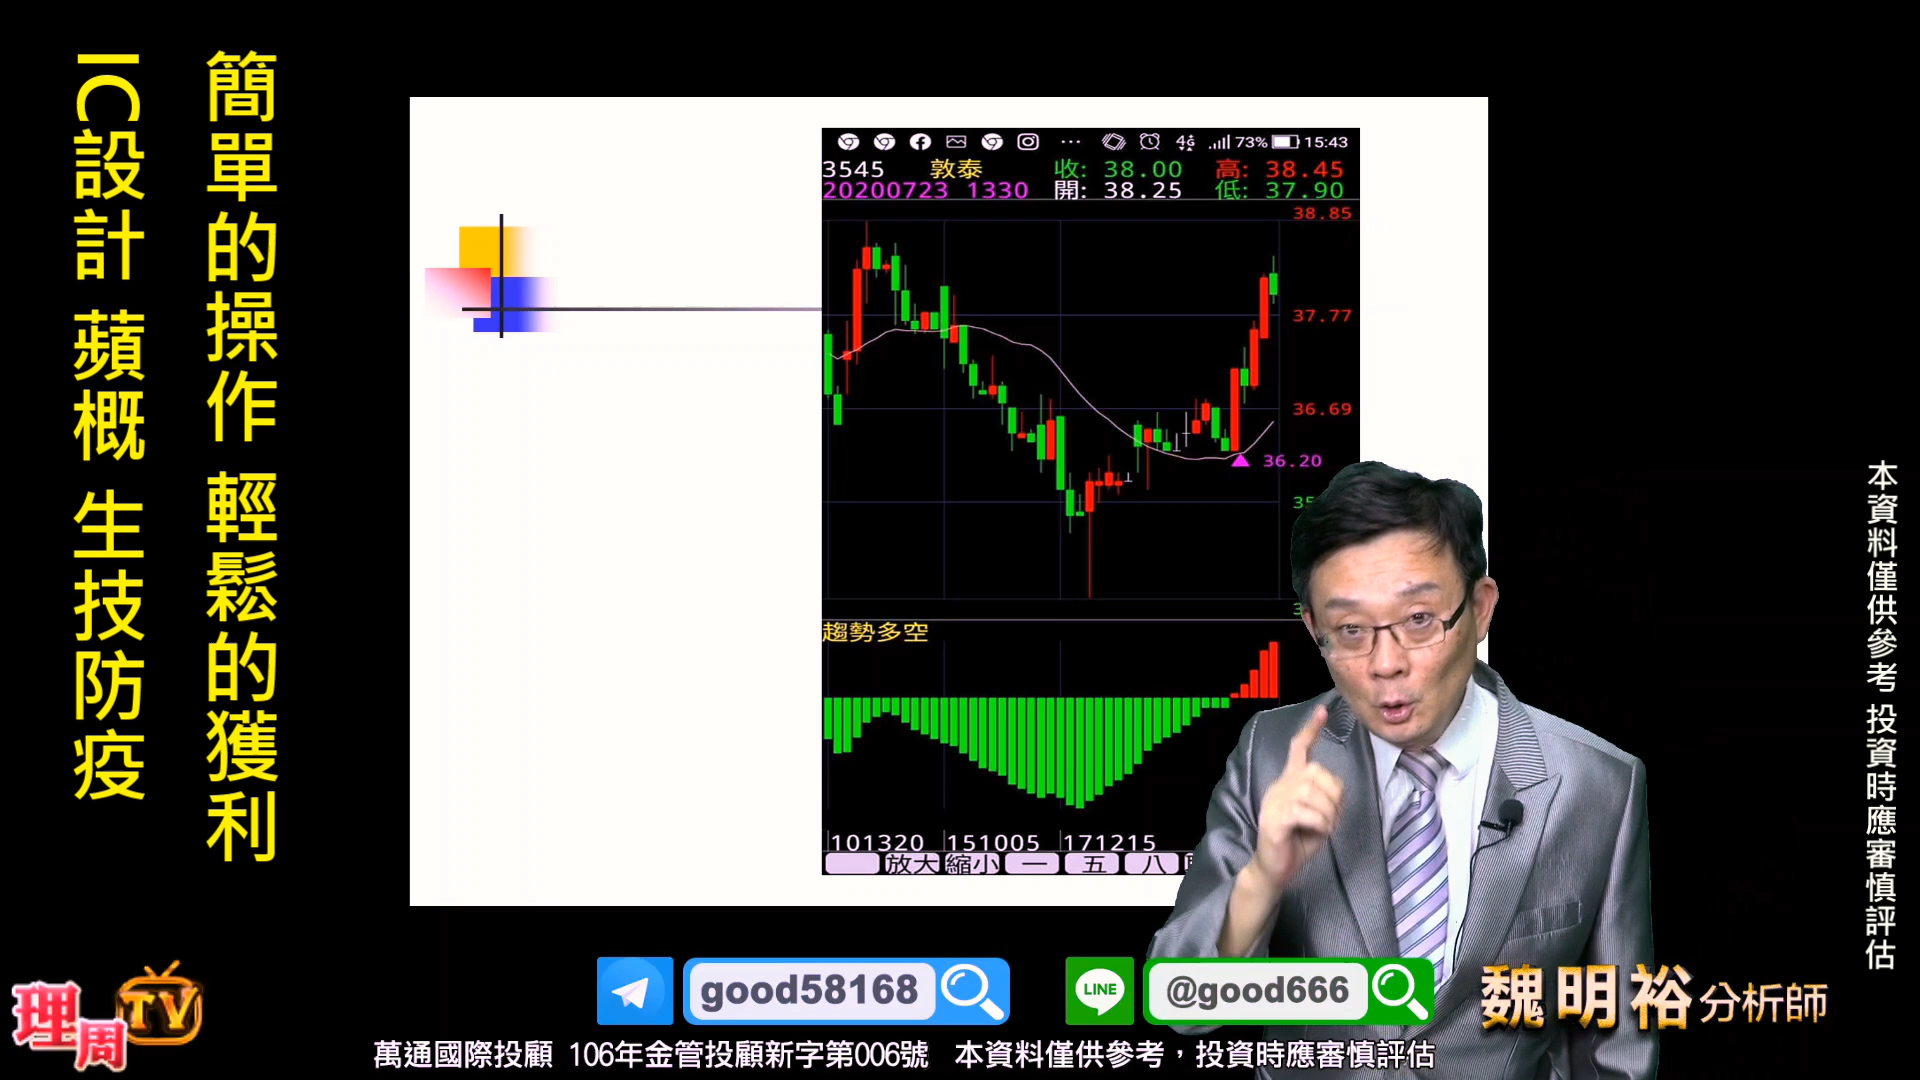 簡單的操作 輕鬆的獲利
IC設計 蘋概 生技防疫
73% 15:43
3545 敦泰 收: 38.00 高: 38.45
20200723 1330 開: 38.25 低: 37.90
38.85
37.77
36.69
36.20
35
3
趨勢多空
101320 151005 171215
放大 縮小 一 五 八
本資料僅供參考 投資時應審慎評估
理周TV
good58168
LINE
@good666
魏明裕分析師
萬通國際投顧 106年金管投顧新字第006號 本資料僅供參考，投資時應審慎評估